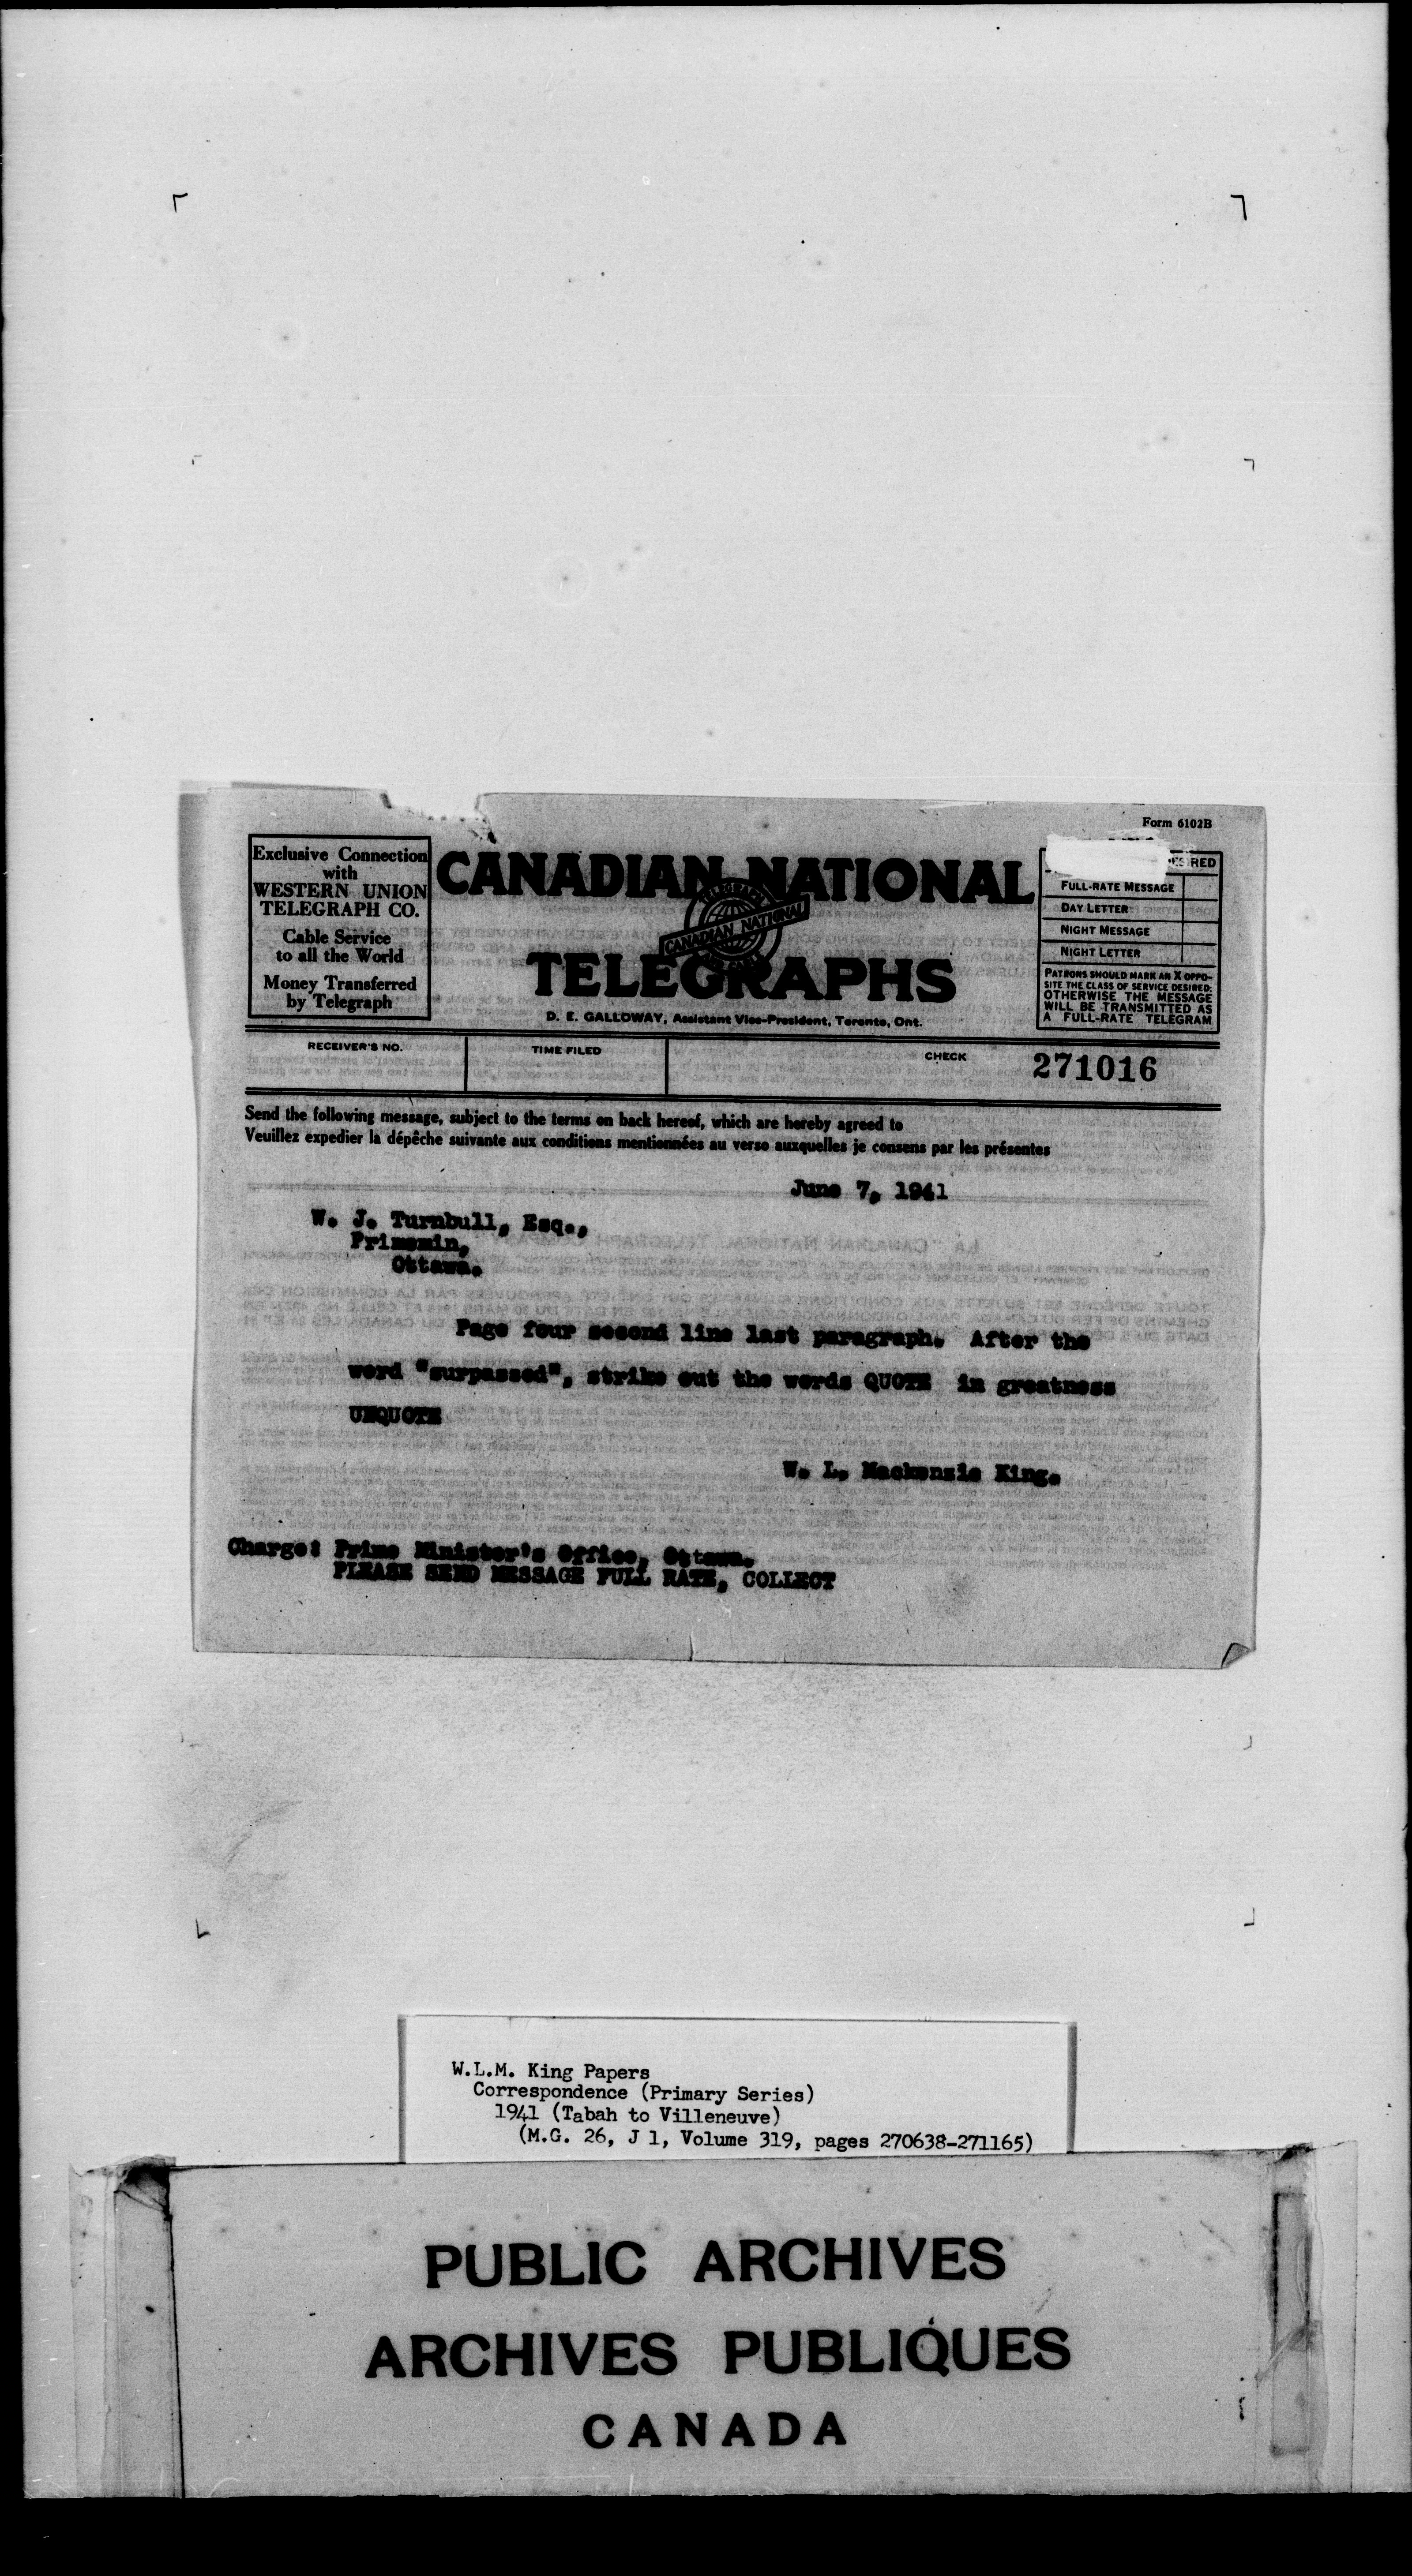 Form 6102B
Exclusive Connection
with
WESTERN UNION
TELEGRAPH CO.
Cable Service
to all the World
Money Transferred
by Telegraph
CANADIAN NATIONAL
TELEGRAPH
CANADIAN NATIONAL
TELEGRAPHS
D. E. GALLOWAY, Assistant Vice-President, Toronto, Ont.
FULL-RATE MESSAGE
DAY LETTER
NIGHT MESSAGE
NIGHT LETTER
PATRONS SHOULD MARK AN X OPPO-
SITE THE CLASS OF SERVICE DESIRED:
OTHERWISE THE MESSAGE
WILL BE TRANSMITTED AS
A FULL-RATE TELEGRAM
RECEIVER'S NO.
TIME FILED
CHECK
271016
Send the following message, subject to the terms on back hereof, which are hereby agreed to
Veuillez expedier la dépêche suivante aux conditions mentionnées au verso auxquelles je consens par les présentes
June 7, 1941
W. J. Turnbull, Esq.,
Primemin,
Ottawa.
Page four second line last paragraph. After the
word "surpassed", strike out the words QUOTE in greatness
UNQUOTE
W. L. Mackenzie King.
Charge: Prime Minister's Office, Ottawa.
PLEASE SEND MESSAGE FULL RATE, COLLECT
W.L.M. King Papers
Correspondence (Primary Series)
1941 (Tabah to Villeneuve)
(M.G. 26, J 1, Volume 319, pages 270638-271165)
PUBLIC ARCHIVES
ARCHIVES PUBLIQUES
CANADA